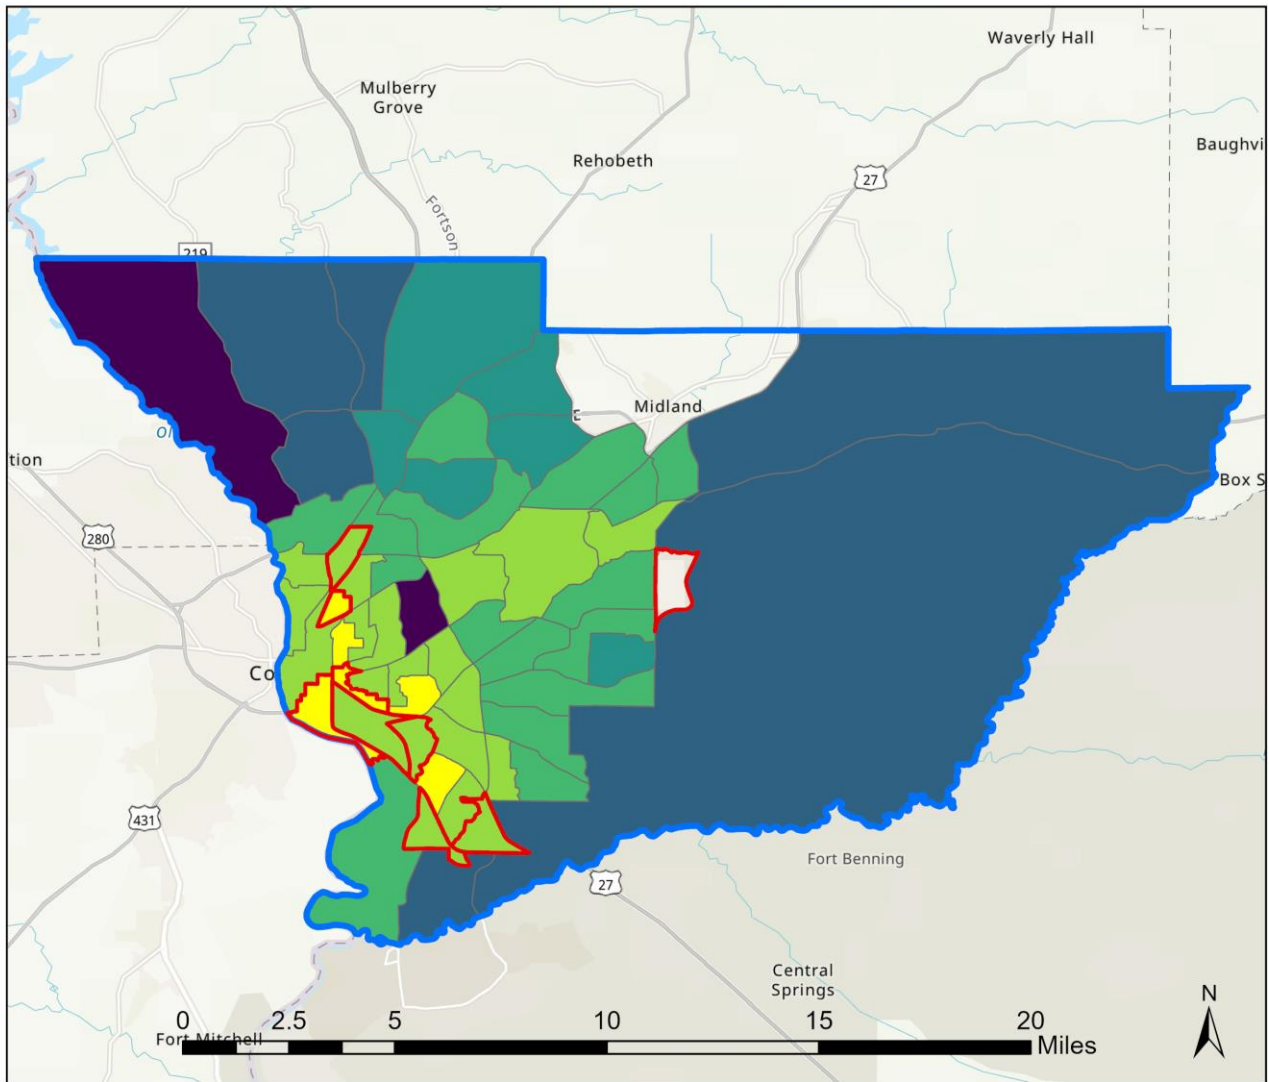 Waverly Hall
Mulberry
Grove
Baughvi
Rehobeth
27
Fortson
219
Midland
E
ol
tion
Box S
280
Co
431
Fort Benning
27
Central
Springs
N
0 2.5 5 10 15 20
Miles
Fort Mitchell